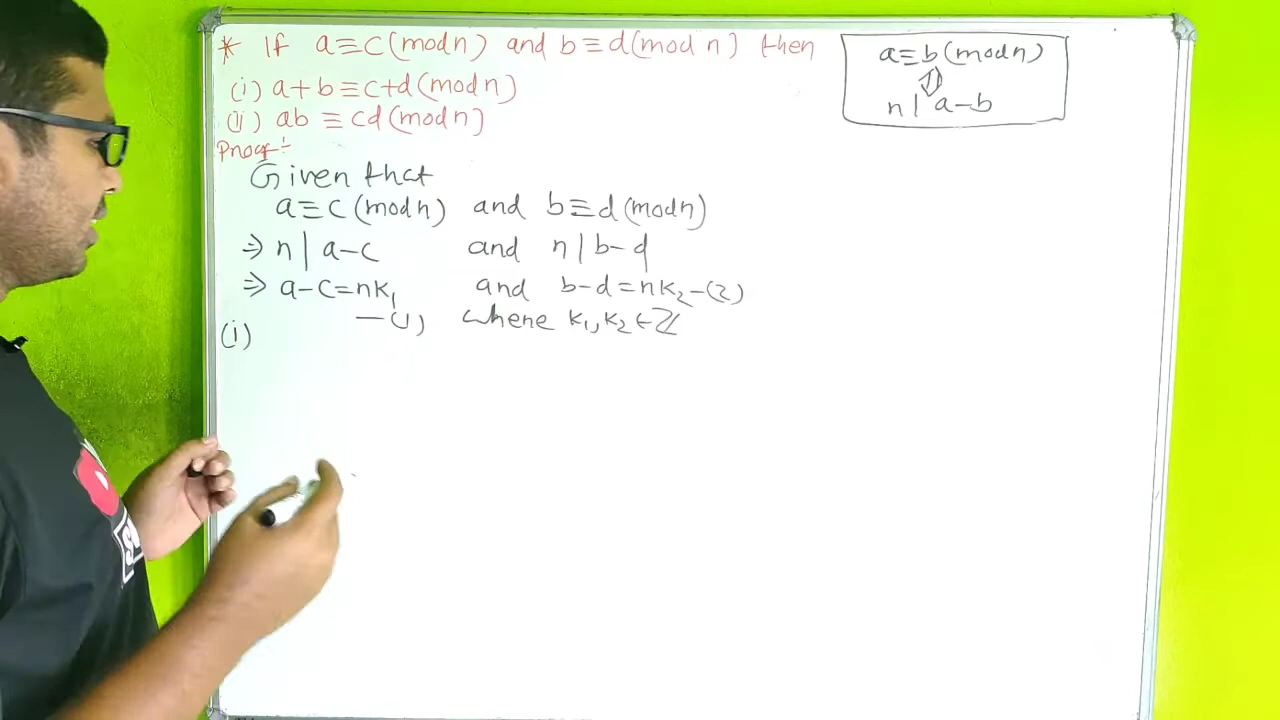 * If a≡c(mod n) and b≡d(mod n) then
(i) a+b≡c+d(mod n)
(ii) ab ≡ cd(mod n)
Proof:-
Given that
a≡c (mod n) and b≡d(mod n)
⇒ n | a-c and n | b-d
⇒ a-c=nk₁ and b-d=nk₂ -(2)
-(1) where k₁,k₂∈ℤ
(i)
a≡b(mod n)
⇕
n | a-b